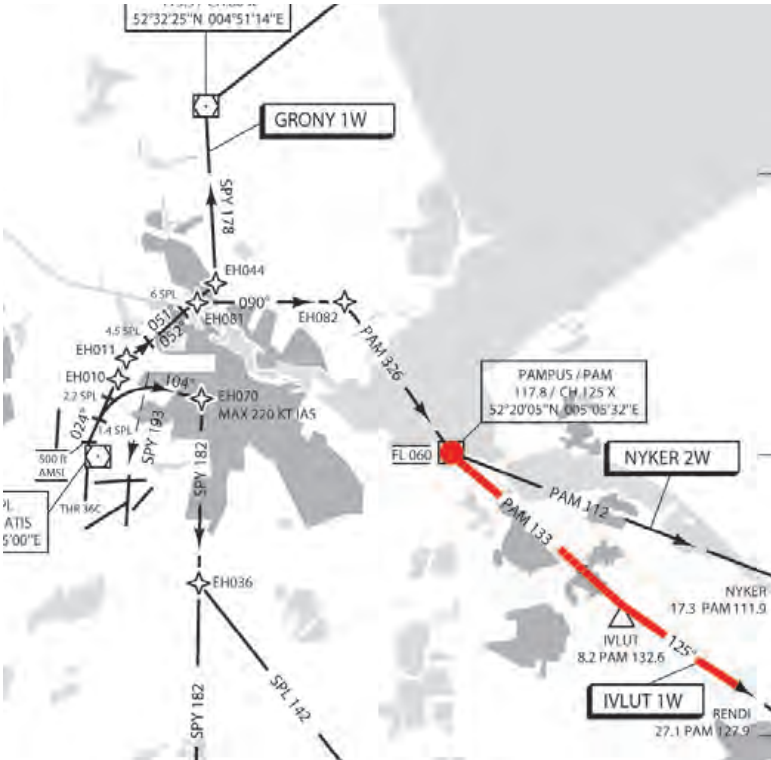 52°32'25"N 004°51'14"E
GRONY 1W
SPY 178
EH044
6 SPL
090°
EH081
EH082
051°
052°
4.5 SPL
PAM 326
EH011
EH010
104°
2.2 SPL
EH070
MAX 220 KT IAS
1.4 SPL
024°
SPY 193
500 ft
AMSL
THR 36C
ATIS
5'00"E
SPY 182
PAMPUS / PAM
117.8 / CH 125 X
52°20'05"N 005°05'32"E
FL 060
NYKER 2W
PAM 112
PAM 133
NYKER
17.3 PAM 111.9
EH036
IVLUT
8.2 PAM 132.6
125°
IVLUT 1W
RENDI
27.1 PAM 127.9
SPY 182
SPL 142